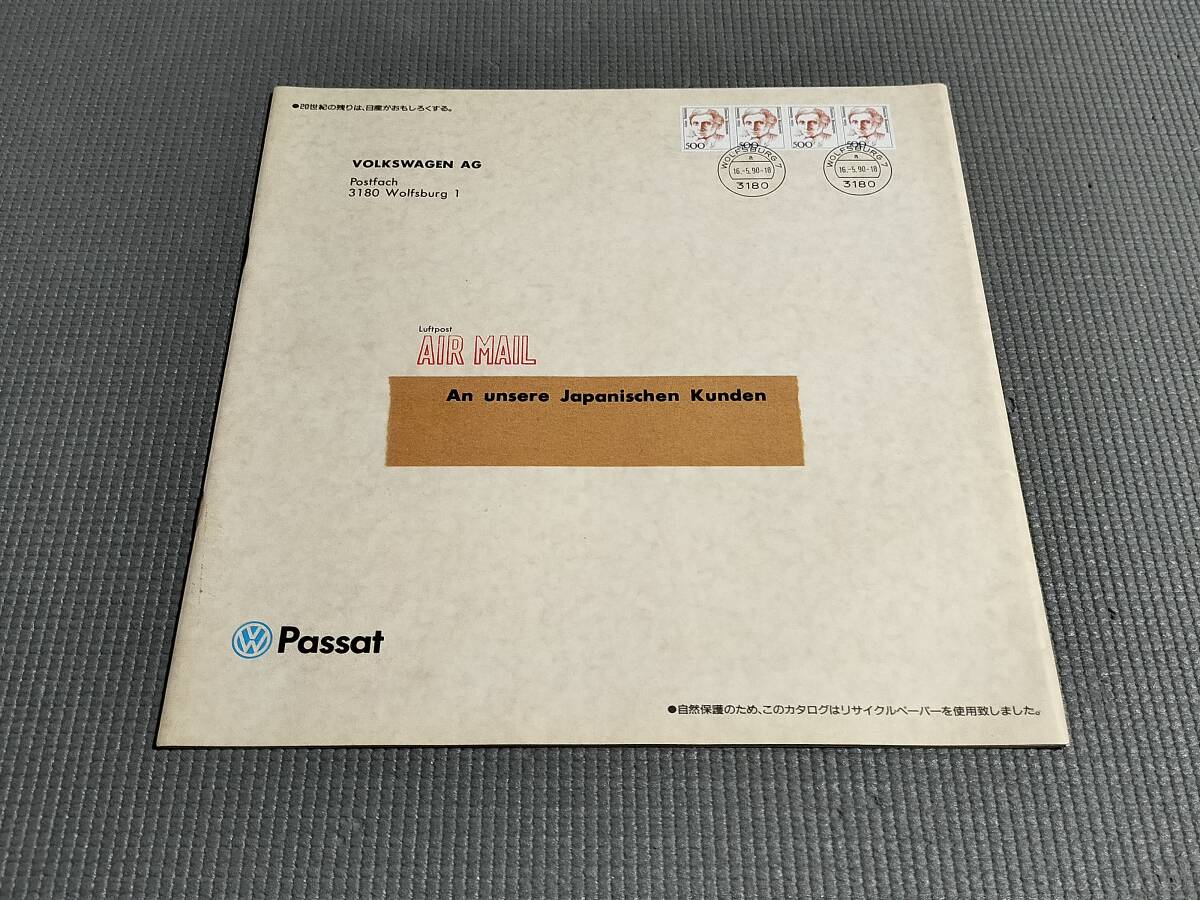 ●20世紀の残りは、日産がおもしろくする。
500 500 500 500
VOLKSWAGEN AG
Postfach
3180 Wolfsburg 1
WOLFSBURG 7
a
16.-5.90-18
3180
WOLFSBURG 7
a
16.-5.90-18
3180
Luftpost
AIR MAIL
An unsere Japanischen Kunden
VW Passat
●自然保護のため、このカタログはリサイクルペーパーを使用致しました。